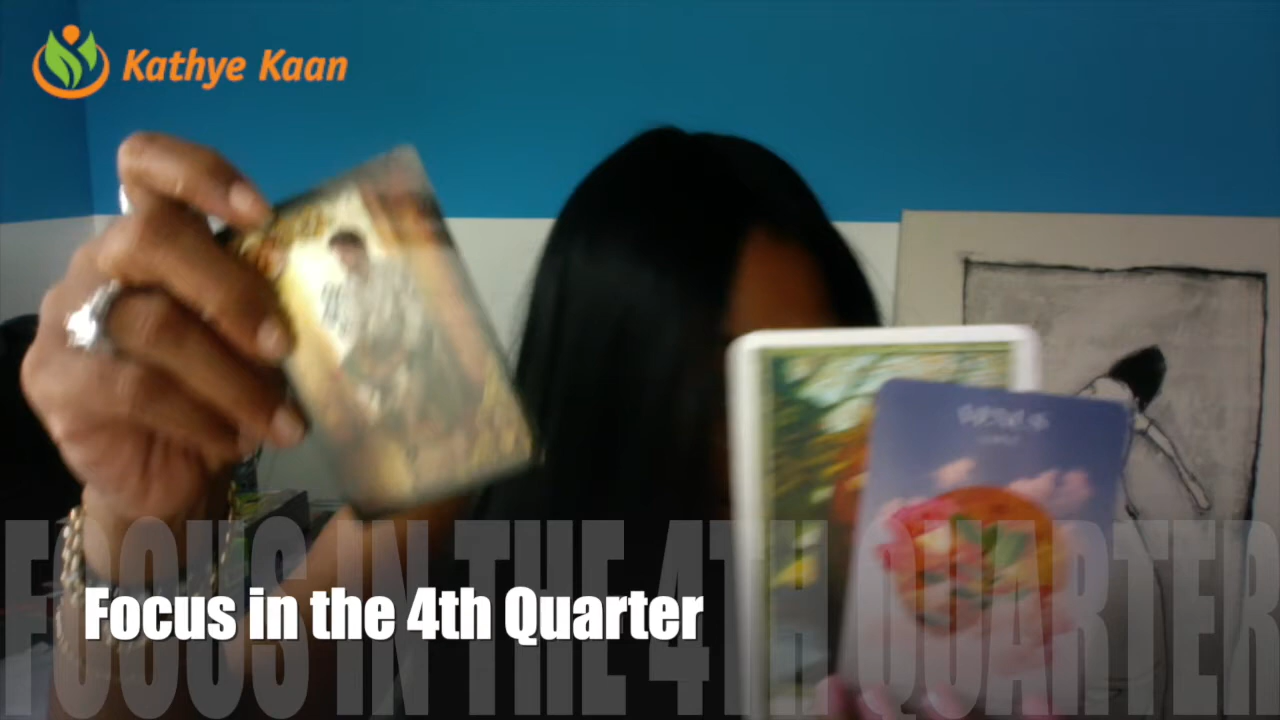 Kathye Kaan
Focus in the 4th Quarter
FOCUS IN THE 4TH QUARTER